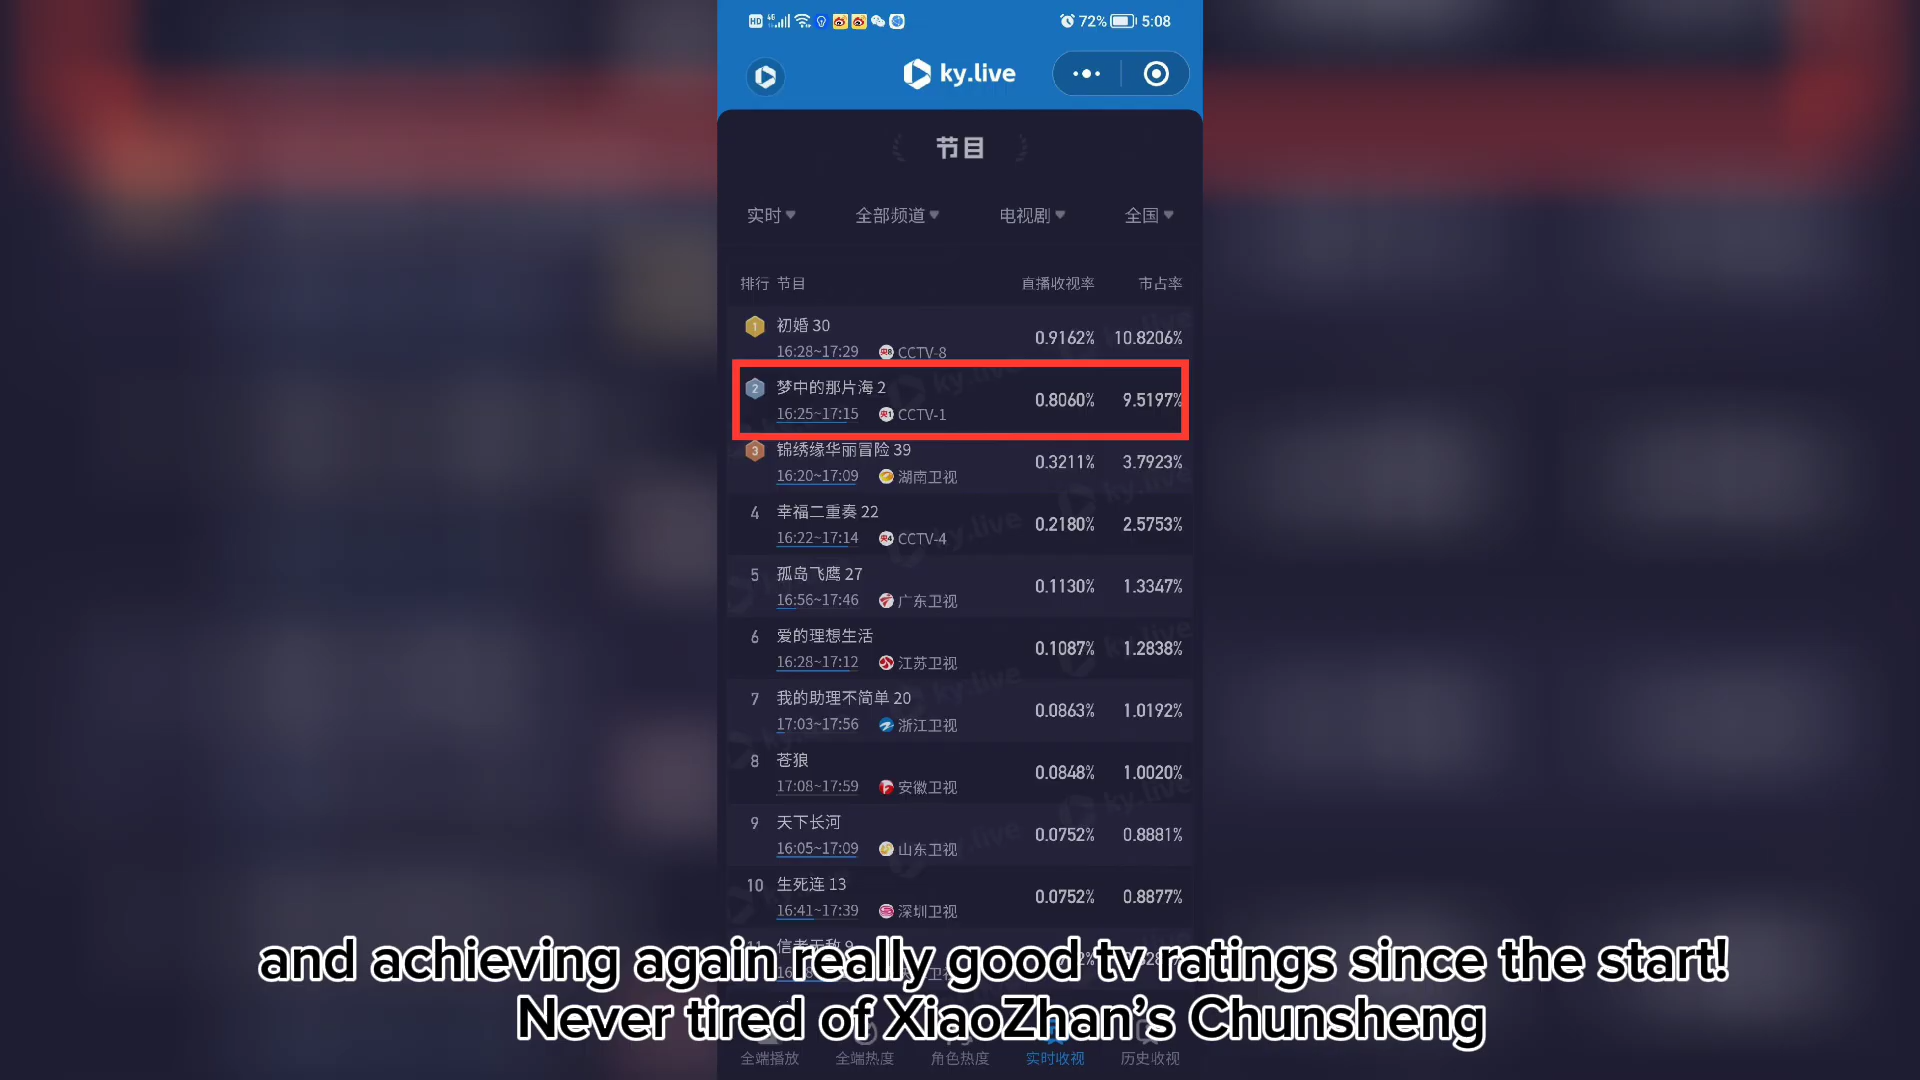 HD 4G 72% 5:08
ky.live
节目
实时 全部频道 电视剧 全国
排行 节目 直播收视率 市占率
1 初婚 30 0.9162% 10.8206%
16:28~17:29 CCTV-8
2 梦中的那片海 2 0.8060% 9.5197%
16:25~17:15 CCTV-1
3 锦绣缘华丽冒险 39 0.3211% 3.7923%
16:20~17:09 湖南卫视
4 幸福二重奏 22 0.2180% 2.5753%
16:22~17:14 CCTV-4
5 孤岛飞鹰 27 0.1130% 1.3347%
16:56~17:46 广东卫视
6 爱的理想生活 0.1087% 1.2838%
16:28~17:12 江苏卫视
7 我的助理不简单 20 0.0863% 1.0192%
17:03~17:56 浙江卫视
8 苍狼 0.0848% 1.0020%
17:08~17:59 安徽卫视
9 天下长河 0.0752% 0.8881%
16:05~17:09 山东卫视
10 生死连 13 0.0752% 0.8877%
16:41~17:39 深圳卫视
11 信者无敌 9
and achieving again really good tv ratings since the start!
Never tired of XiaoZhan's Chunsheng
全端播放 全端热度 角色热度 实时收视 历史收视